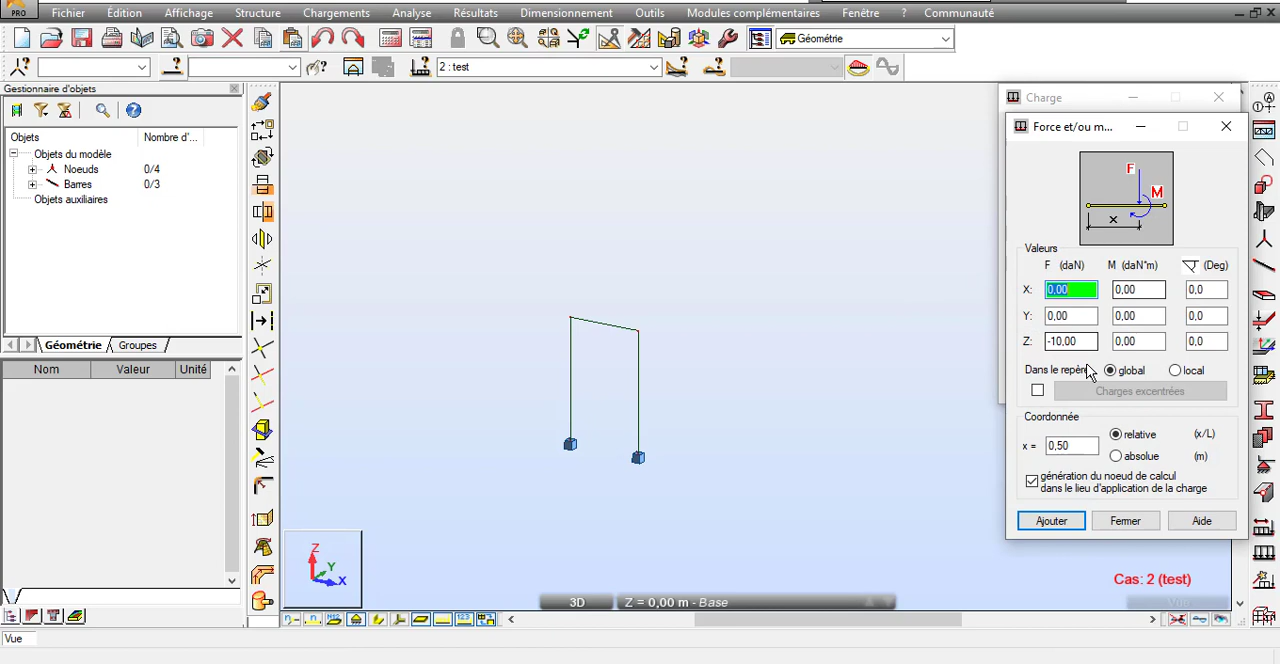 PRO
Fichier Édition Affichage Structure Chargements Analyse Résultats Dimensionnement Outils Modules complémentaires Fenêtre ? Communauté
Géométrie
2 : test
Gestionnaire d'objets
Objets Nombre d'...
Objets du modèle
Noeuds 0/4
Barres 0/3
Objets auxiliaires
Géométrie Groupes
Nom Valeur Unité
Z
Y
X
3D Z = 0,00 m - Base
Cas: 2 (test)
Vue
Vue
Charge
Force et/ou m...
F
M
x
Valeurs
F (daN) M (daN*m) (Deg)
X: 0,00 0,00 0,0
Y: 0,00 0,00 0,0
Z: -10,00 0,00 0,0
Dans le repère global local
Charges excentrées
Coordonnée
x = 0,50 relative (x/L)
absolue (m)
génération du noeud de calcul
dans le lieu d'application de la charge
Ajouter Fermer Aide